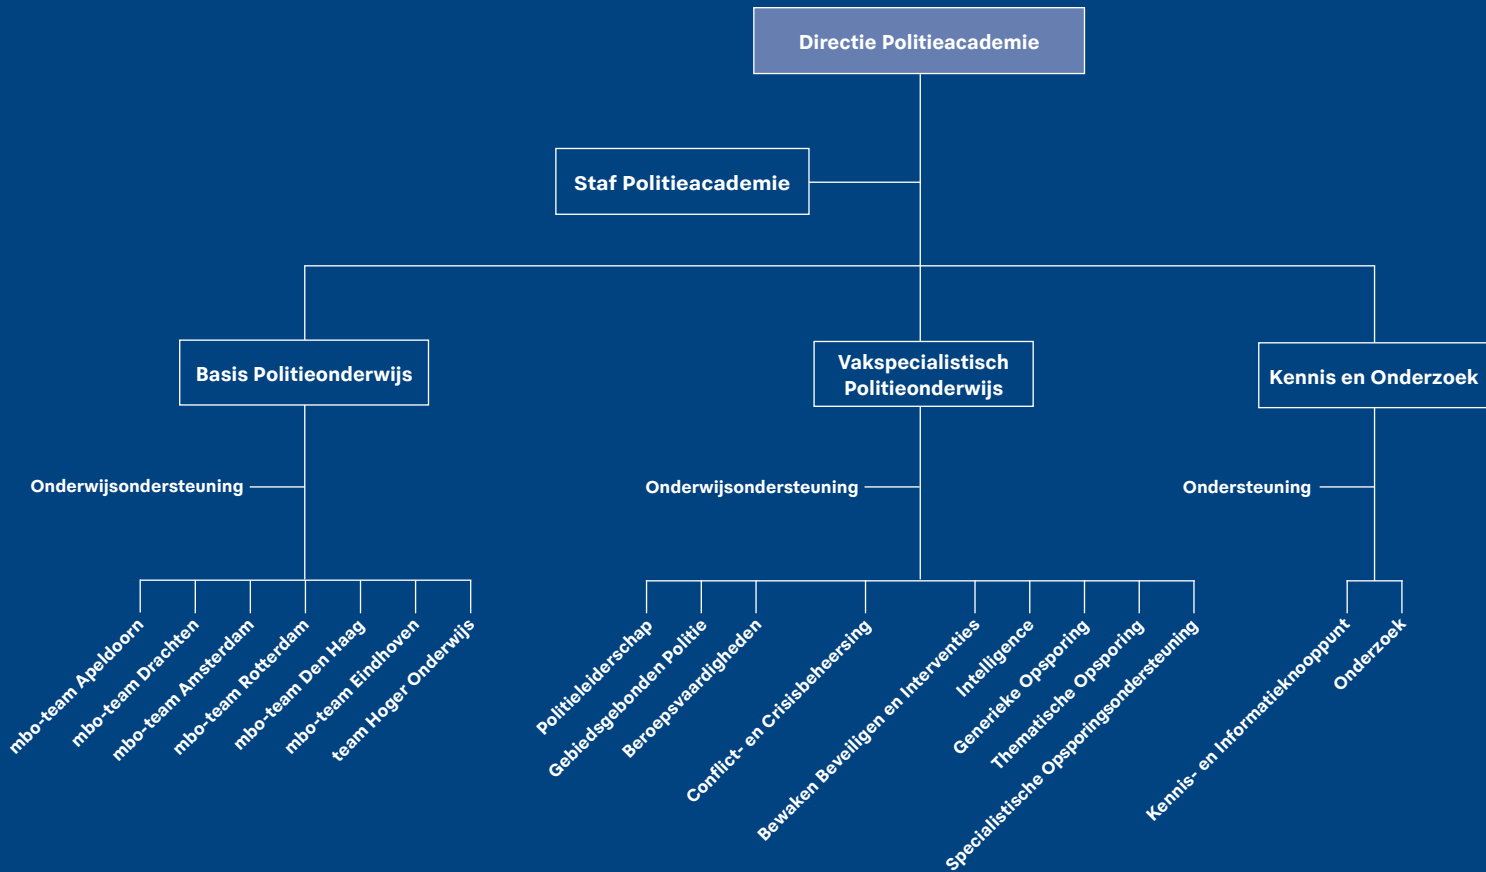 Directie Politieacademie
Staf Politieacademie
Basis Politieonderwijs
Vakspecialistisch
Politieonderwijs
Kennis en Onderzoek
Onderwijsondersteuning
Onderwijsondersteuning
Ondersteuning
mbo-team Apeldoorn
mbo-team Drachten
mbo-team Amsterdam
mbo-team Rotterdam
mbo-team Den Haag
mbo-team Eindhoven
team Hoger Onderwijs
Politieleiderschap
Gebiedsgebonden Politie
Beroepsvaardigheden
Conflict- en Crisisbeheersing
Bewaken Beveiligen en Interventies
Intelligence
Generieke Opsporing
Thematische Opsporing
Specialistische Opsporingsondersteuning
Kennis- en Informatieknooppunt
Onderzoek